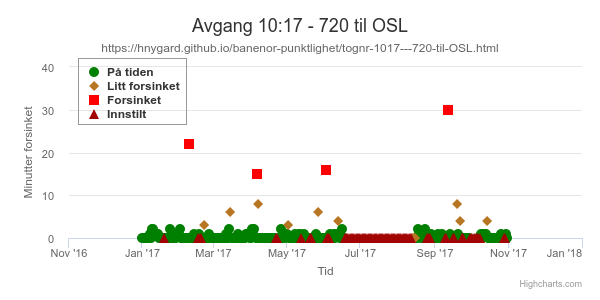 Avgang 10:17 - 720 til OSL
https://hnygard.github.io/banenor-punktlighet/tognr-1017---720-til-OSL.html
På tiden
Litt forsinket
Forsinket
Innstilt
Minutter forsinket
40
30
20
10
0
Nov '16 Jan '17 Mar '17 May '17 Jul '17 Sep '17 Nov '17 Jan '18
Tid
Highcharts.com